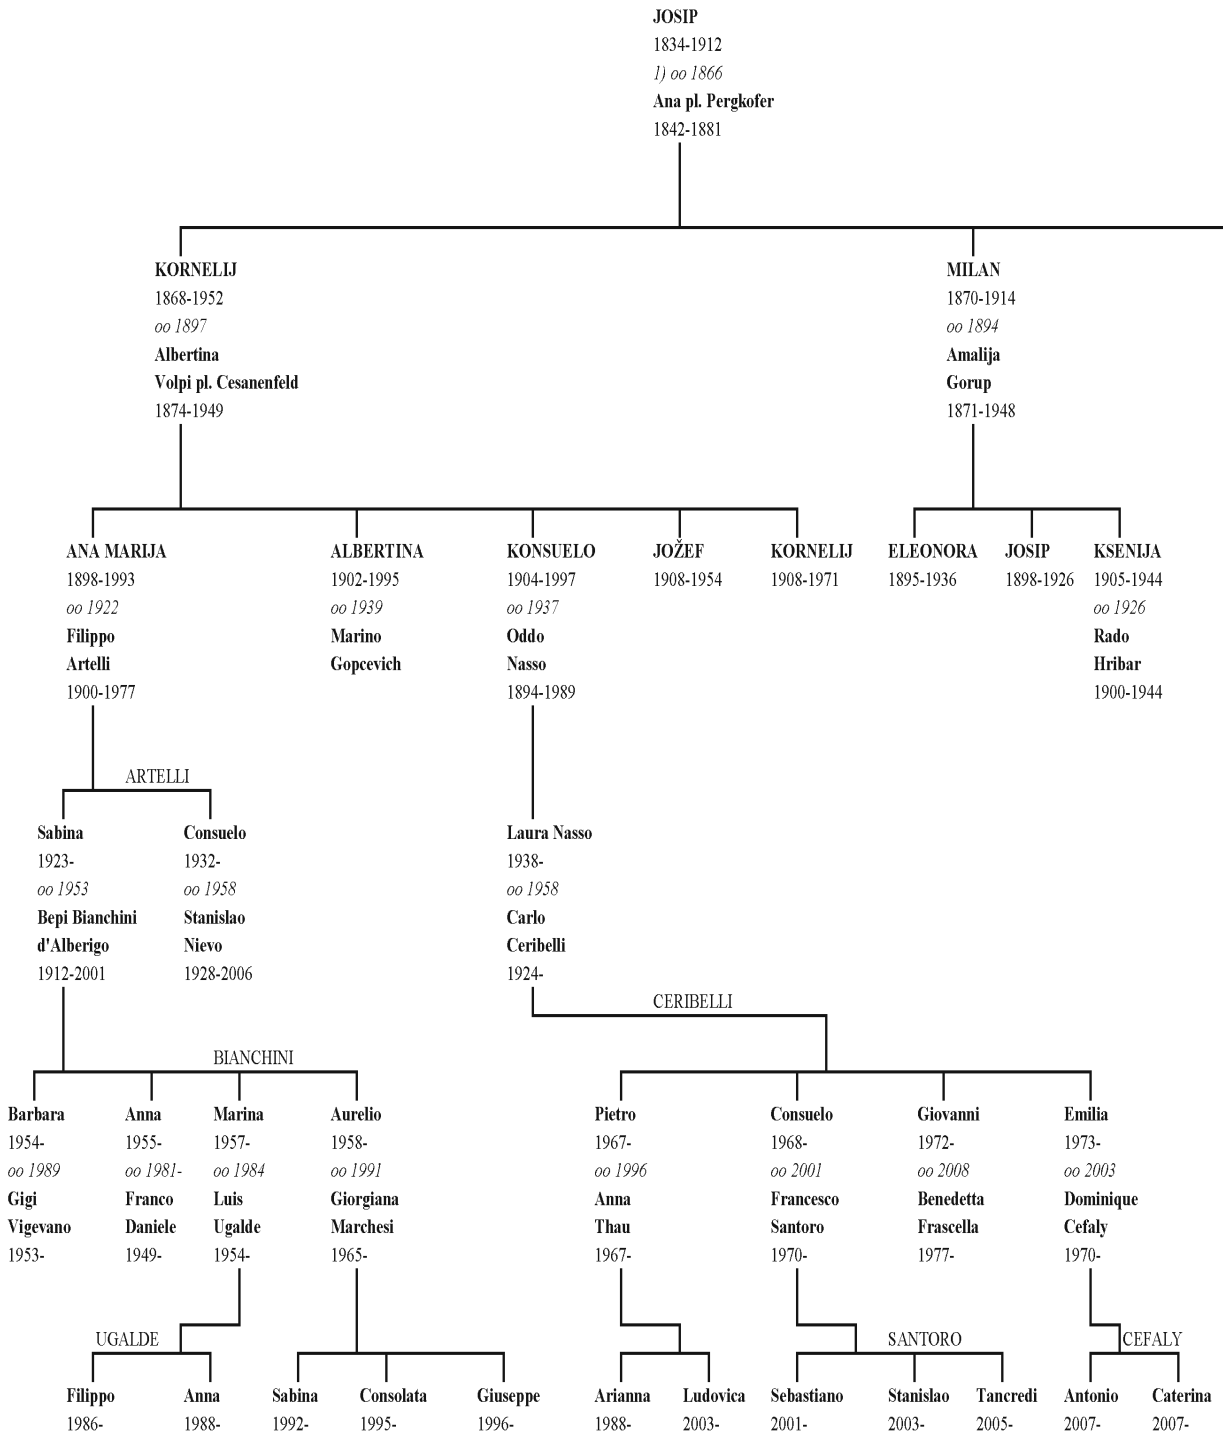 JOSIP
1834-1912
1) oo 1866
Ana pl. Pergkofer
1842-1881
KORNELIJ
1868-1952
oo 1897
Albertina
Volpi pl. Cesanenfeld
1874-1949
MILAN
1870-1914
oo 1894
Amalija
Gorup
1871-1948
ANA MARIJA
1898-1993
oo 1922
Filippo
Artelli
1900-1977
ALBERTINA
1902-1995
oo 1939
Marino
Gopcevich
KONSUELO
1904-1997
oo 1937
Oddo
Nasso
1894-1989
JOŽEF
1908-1954
KORNELIJ
1908-1971
ELEONORA
1895-1936
JOSIP
1898-1926
KSENIJA
1905-1944
oo 1926
Rado
Hribar
1900-1944
ARTELLI
Sabina
1923-
oo 1953
Bepi Bianchini
d'Alberigo
1912-2001
Consuelo
1932-
oo 1958
Stanislao
Nievo
1928-2006
Laura Nasso
1938-
oo 1958
Carlo
Ceribelli
1924-
CERIBELLI
BIANCHINI
Barbara
1954-
oo 1989
Gigi
Vigevano
1953-
Anna
1955-
oo 1981-
Franco
Daniele
1949-
Marina
1957-
oo 1984
Luis
Ugalde
1954-
Aurelio
1958-
oo 1991
Giorgiana
Marchesi
1965-
Pietro
1967-
oo 1996
Anna
Thau
1967-
Consuelo
1968-
oo 2001
Francesco
Santoro
1970-
Giovanni
1972-
oo 2008
Benedetta
Frascella
1977-
Emilia
1973-
oo 2003
Dominique
Cefaly
1970-
UGALDE
Filippo
1986-
Anna
1988-
Sabina
1992-
Consolata
1995-
Giuseppe
1996-
Arianna
1988-
Ludovica
2003-
SANTORO
Sebastiano
2001-
Stanislao
2003-
Tancredi
2005-
CEFALY
Antonio
2007-
Caterina
2007-